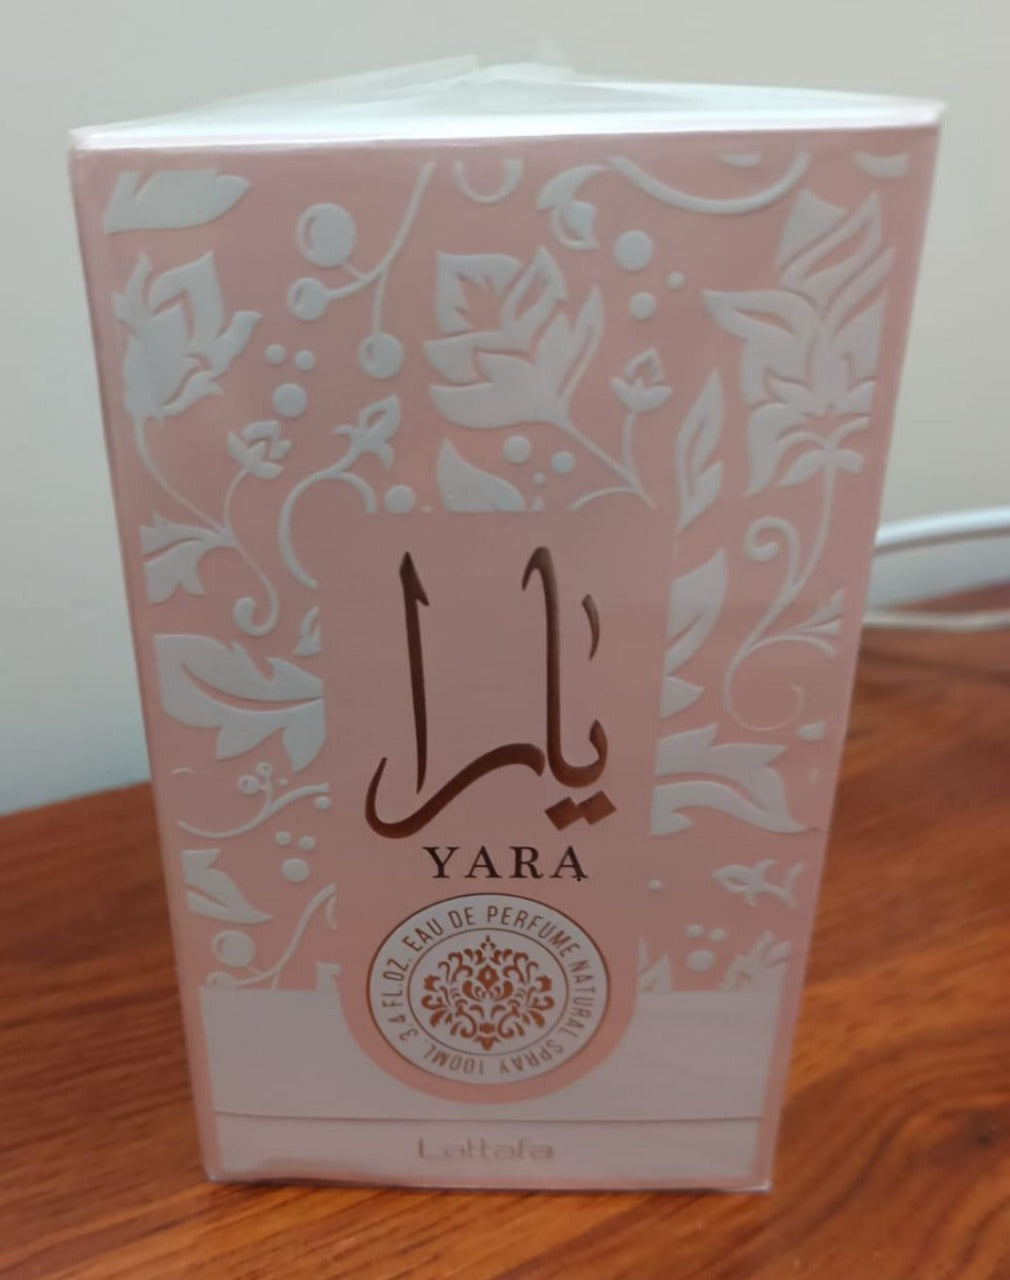 يارا
YARA
EAU DE PERFUME NATURAL SPRAY 100ML. 3.4 FL.OZ.
Lattafa